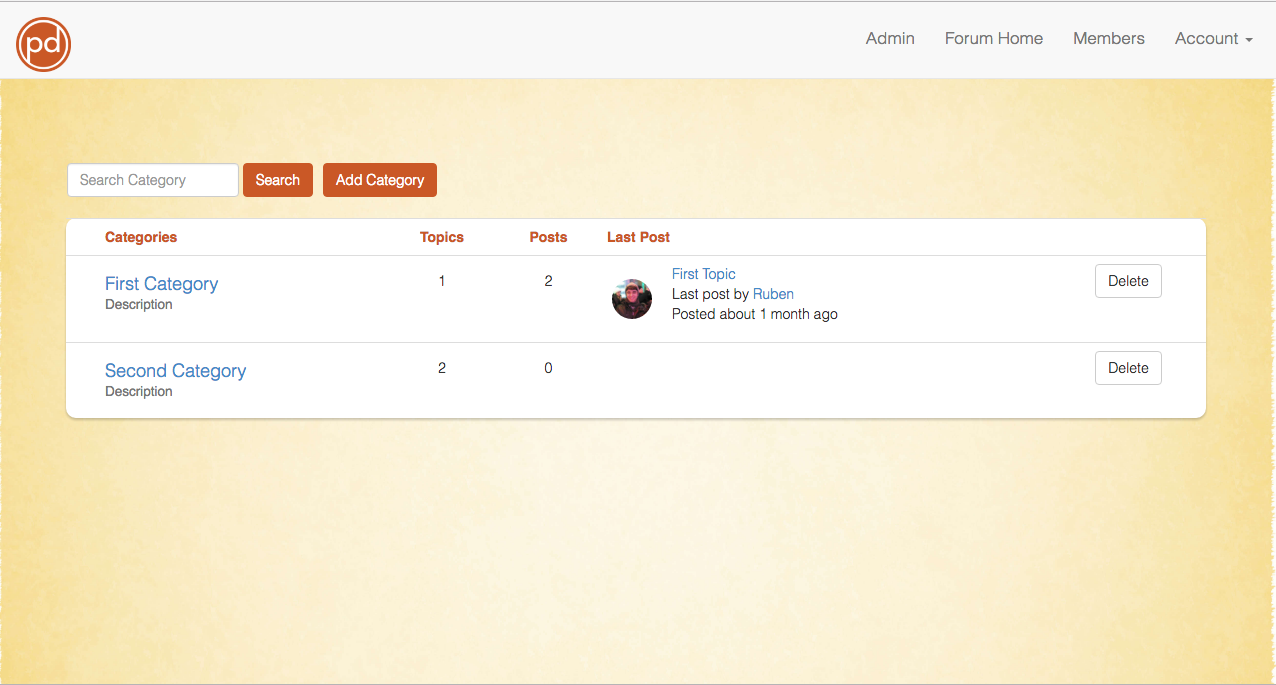 pd
Admin Forum Home Members Account
Search Category Search Add Category
Categories Topics Posts Last Post
First Category 1 2 First Topic Delete
Description Last post by Ruben
Posted about 1 month ago
Second Category 2 0 Delete
Description